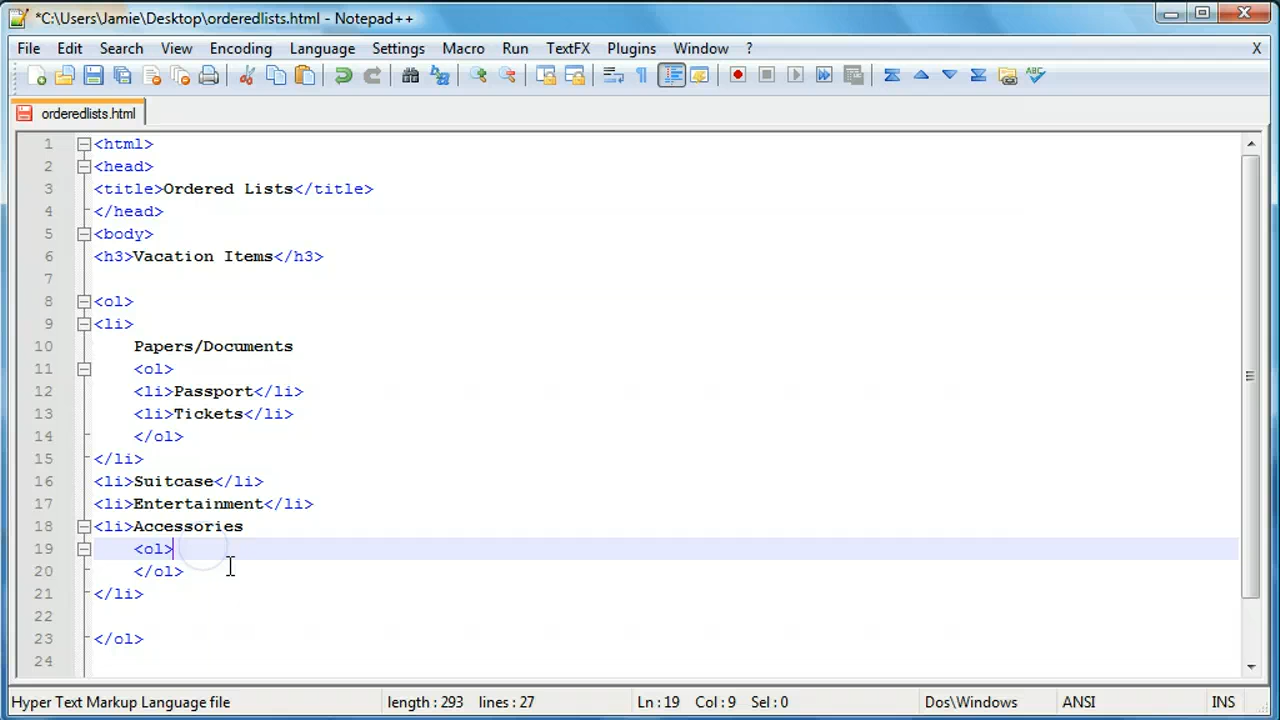 *C:\Users\Jamie\Desktop\orderedlists.html - Notepad++
File Edit Search View Encoding Language Settings Macro Run TextFX Plugins Window ? X
ABC
orderedlists.html
1 <html>
2 <head>
3 <title>Ordered Lists</title>
4 </head>
5 <body>
6 <h3>Vacation Items</h3>
7
8 <ol>
9 <li>
10 Papers/Documents
11 <ol>
12 <li>Passport</li>
13 <li>Tickets</li>
14 </ol>
15 </li>
16 <li>Suitcase</li>
17 <li>Entertainment</li>
18 <li>Accessories
19 <ol>
20 </ol>
21 </li>
22
23 </ol>
24
Hyper Text Markup Language file length : 293 lines : 27 Ln : 19 Col : 9 Sel : 0 Dos\Windows ANSI INS